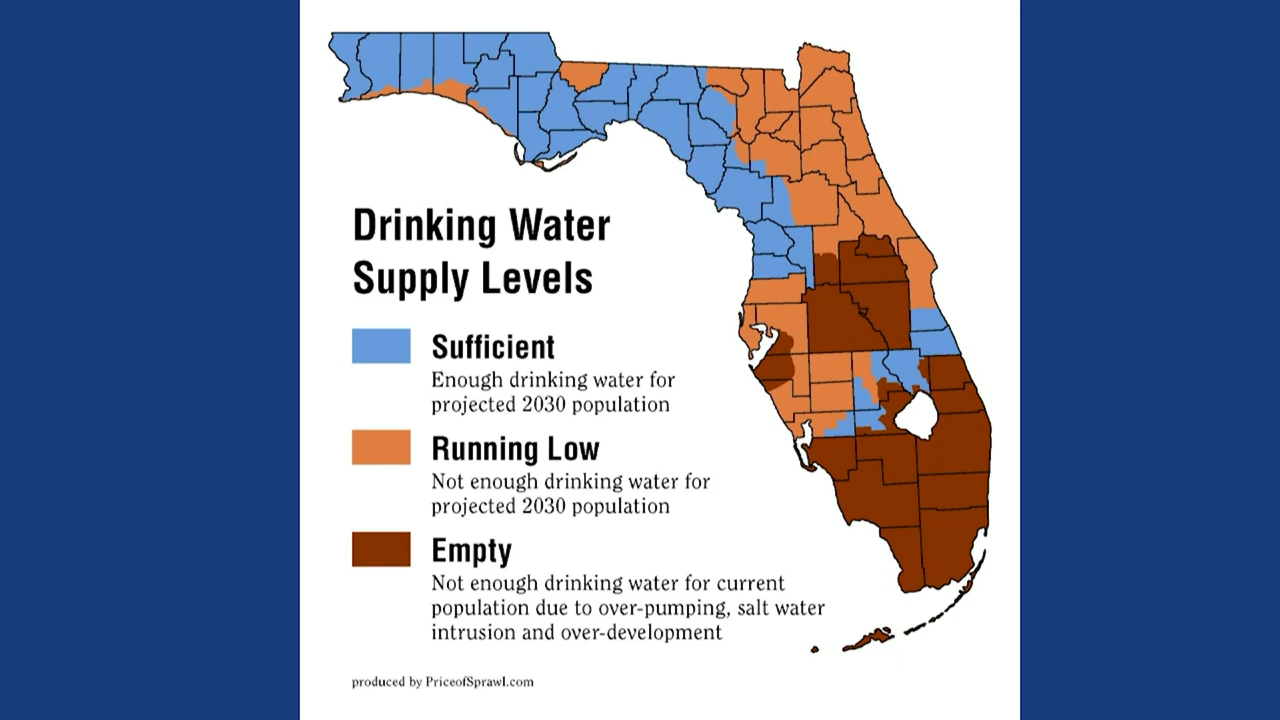 Drinking Water
Supply Levels
Sufficient
Enough drinking water for
projected 2030 population
Running Low
Not enough drinking water for
projected 2030 population
Empty
Not enough drinking water for current
population due to over-pumping, salt water
intrusion and over-development
produced by PriceofSprawl.com